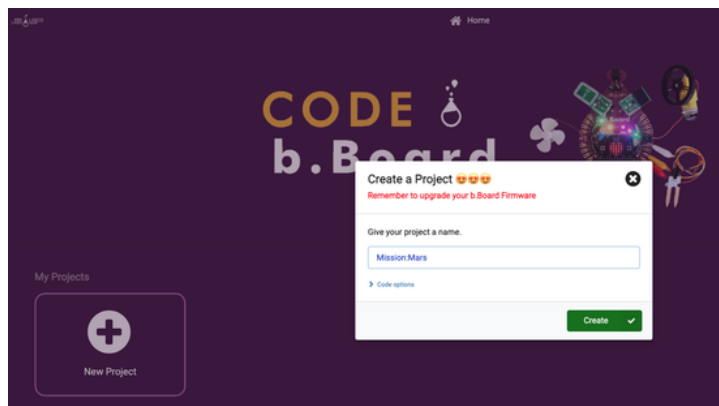 Home
CODE
b.Board
Create a Project 😍😍😍
Remember to upgrade your b.Board Firmware
Give your project a name.
Mission:Mars
Code options
Create
My Projects
New Project